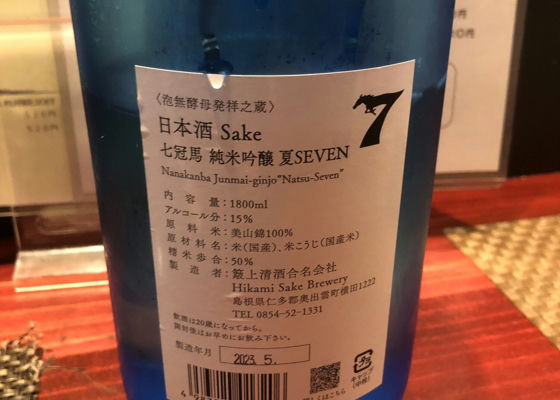 〈泡無酵母発祥之蔵〉
7
日本酒 Sake
七冠馬 純米吟醸 夏SEVEN
Nanakanba Junmai-ginjo "Natsu-Seven"
内容量：1800ml
アルコール分：15%
原料米：美山錦100%
原材料名：米（国産）、米こうじ（国産米）
精米歩合：50%
製造者：簸上清酒合名会社
Hikami Sake Brewery
島根県仁多郡奥出雲町横田1222
TEL 0854-52-1331
飲酒は20歳になってから。
開封後はお早めにお飲み下さい。
製造年月 2023.5.
キャップ
(中栓)